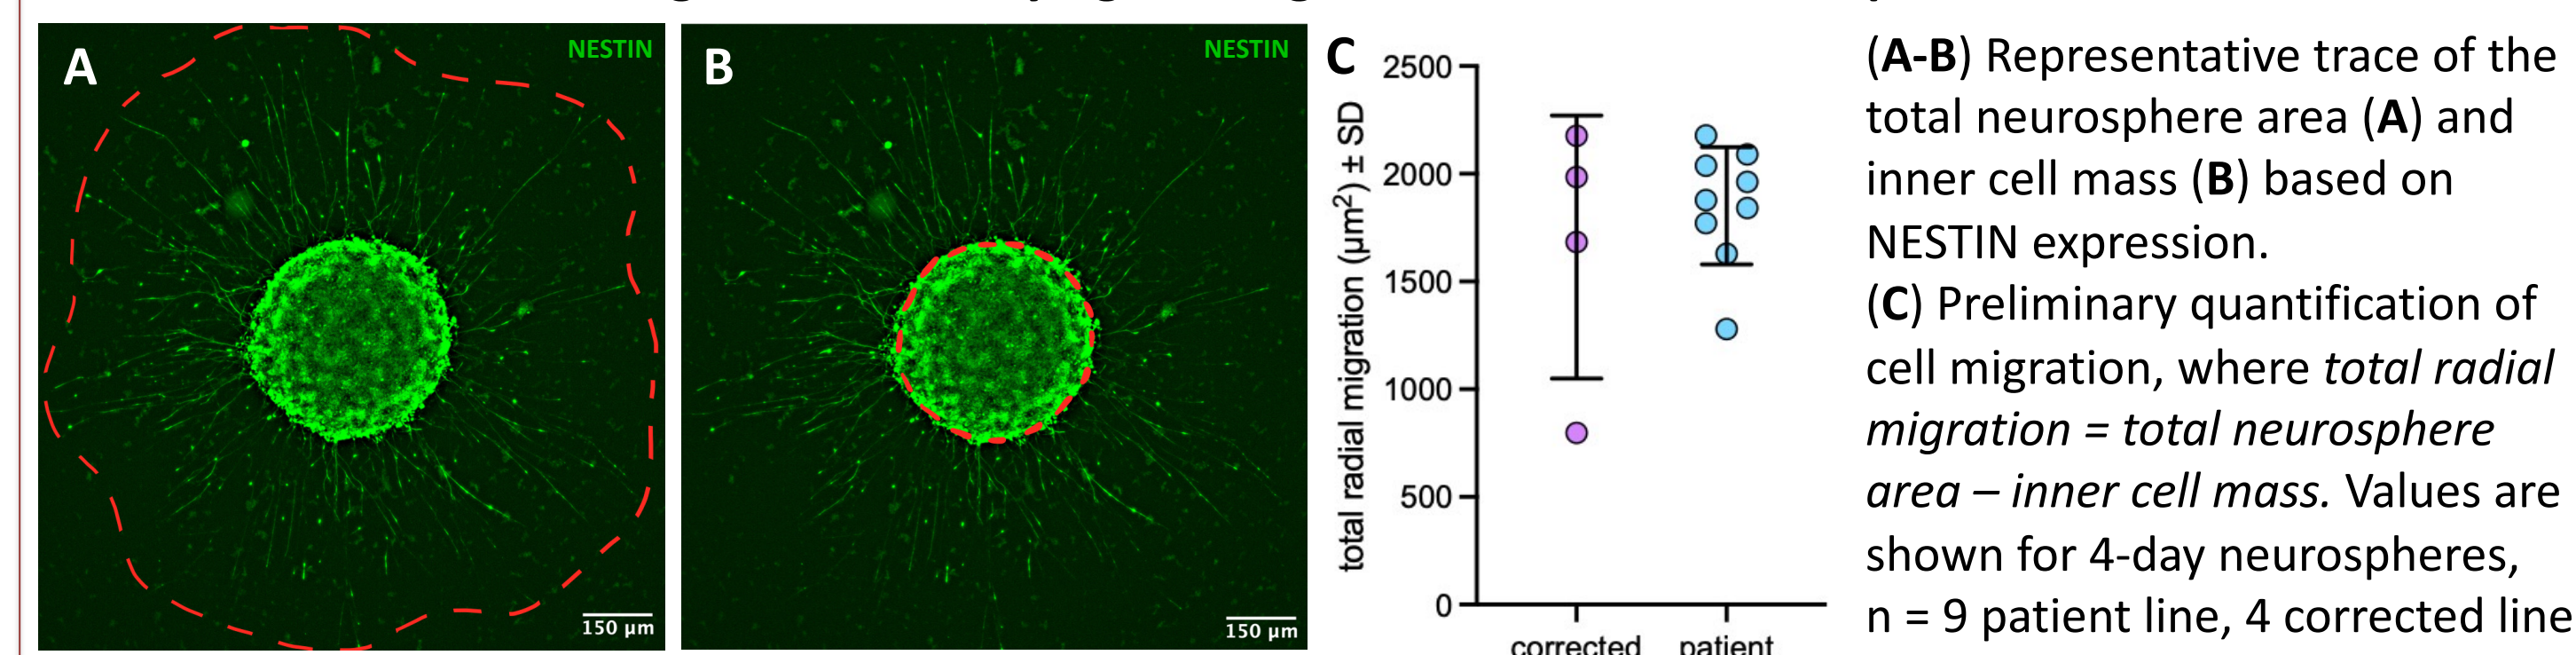 A
NESTIN
150 µm
B
NESTIN
150 µm
C
total radial migration (µm²) ± SD
2500
2000
1500
1000
500
0
corrected
patient
(A-B) Representative trace of the
total neurosphere area (A) and
inner cell mass (B) based on
NESTIN expression.
(C) Preliminary quantification of
cell migration, where total radial
migration = total neurosphere
area – inner cell mass. Values are
shown for 4-day neurospheres,
n = 9 patient line, 4 corrected line